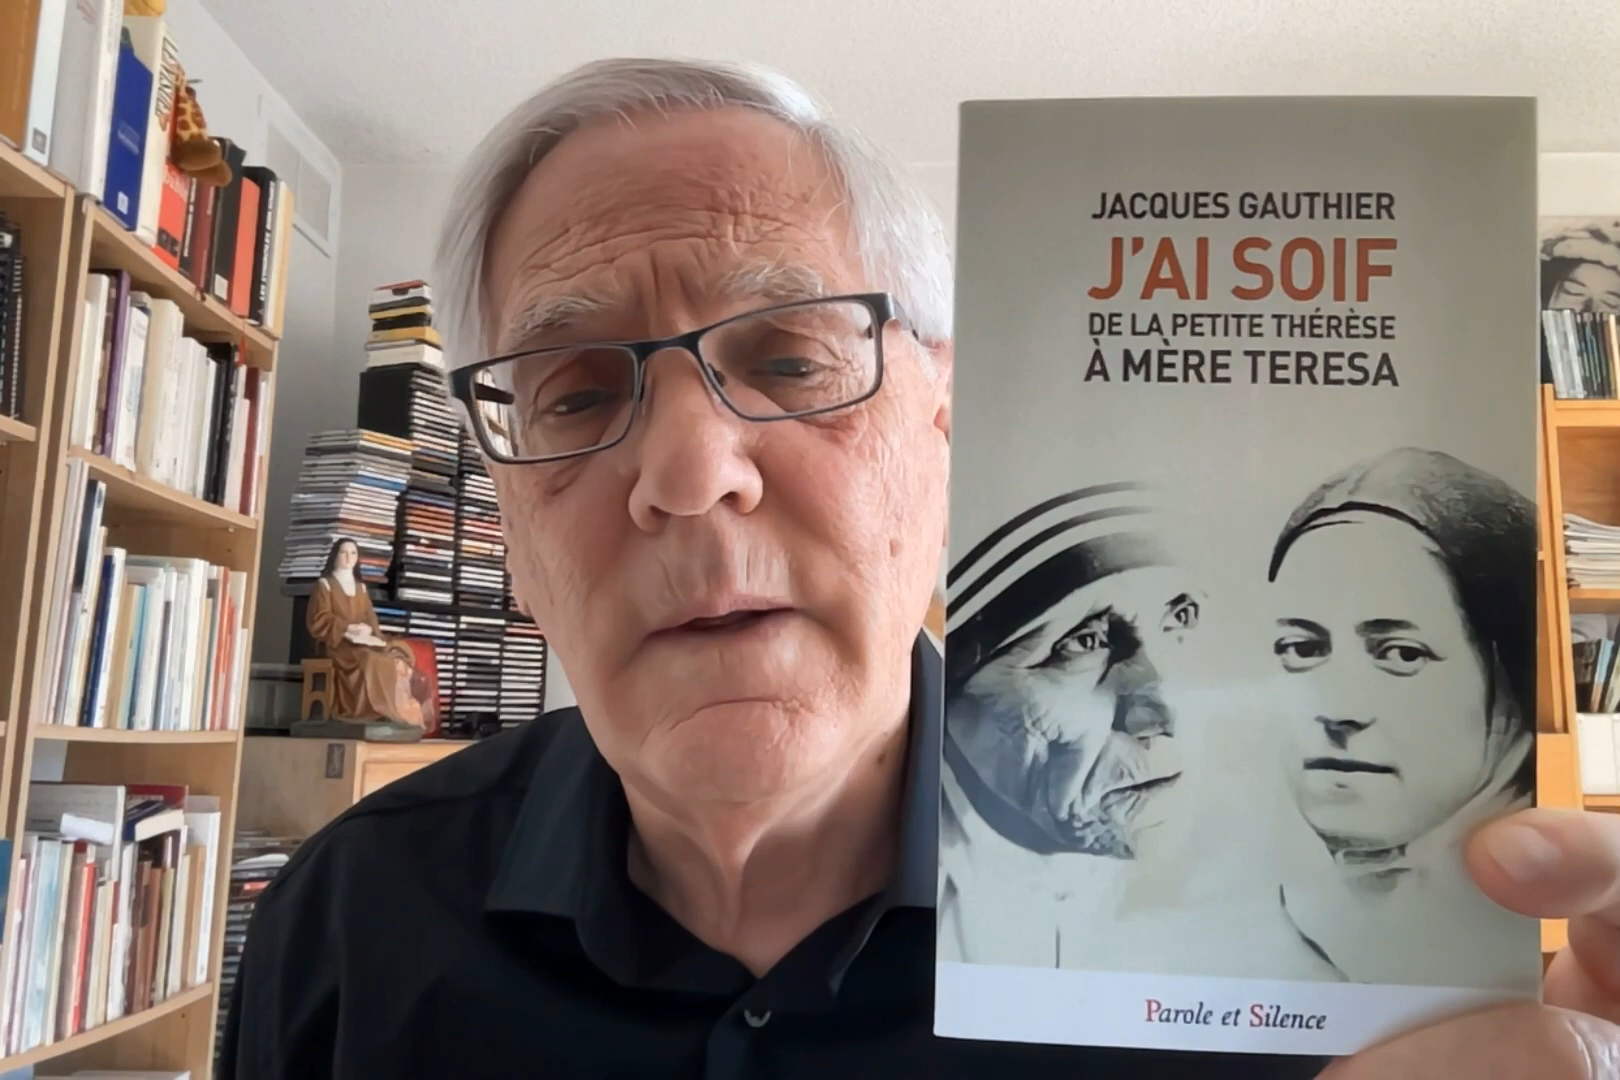 JACQUES GAUTHIER
J'AI SOIF
DE LA PETITE THÉRÈSE
À MÈRE TERESA
Parole et Silence